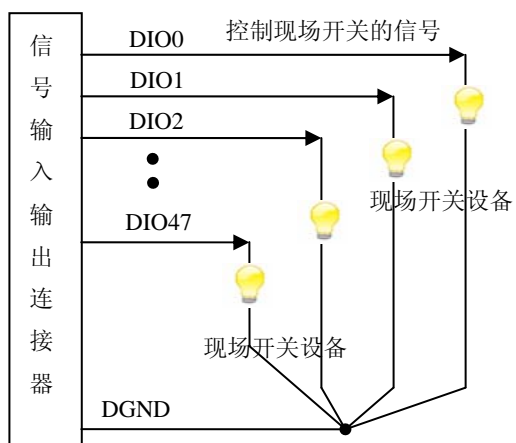 信号输入输出连接器
DIO0
控制现场开关的信号
DIO1
DIO2
现场开关设备
DIO47
现场开关设备
DGND